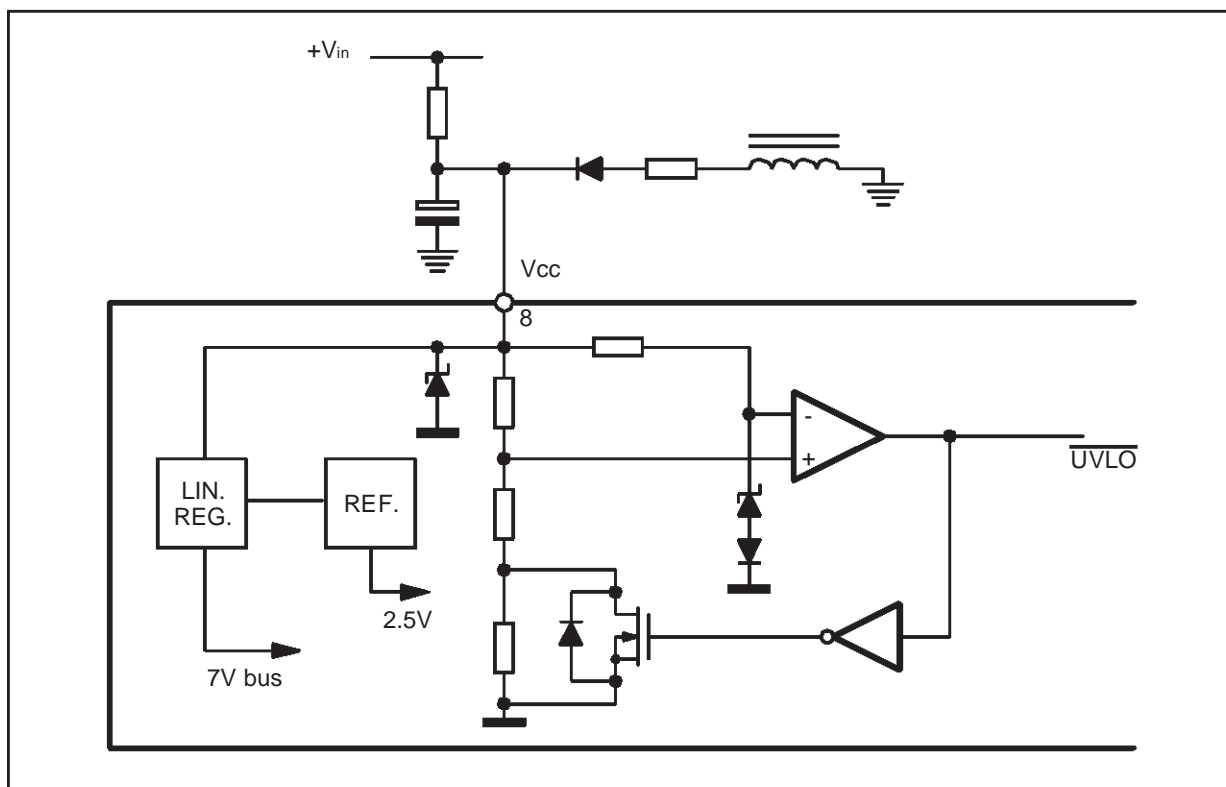 +Vin
Vcc
8
-
+
UVLO
LIN.
REG.
REF.
2.5V
7V bus